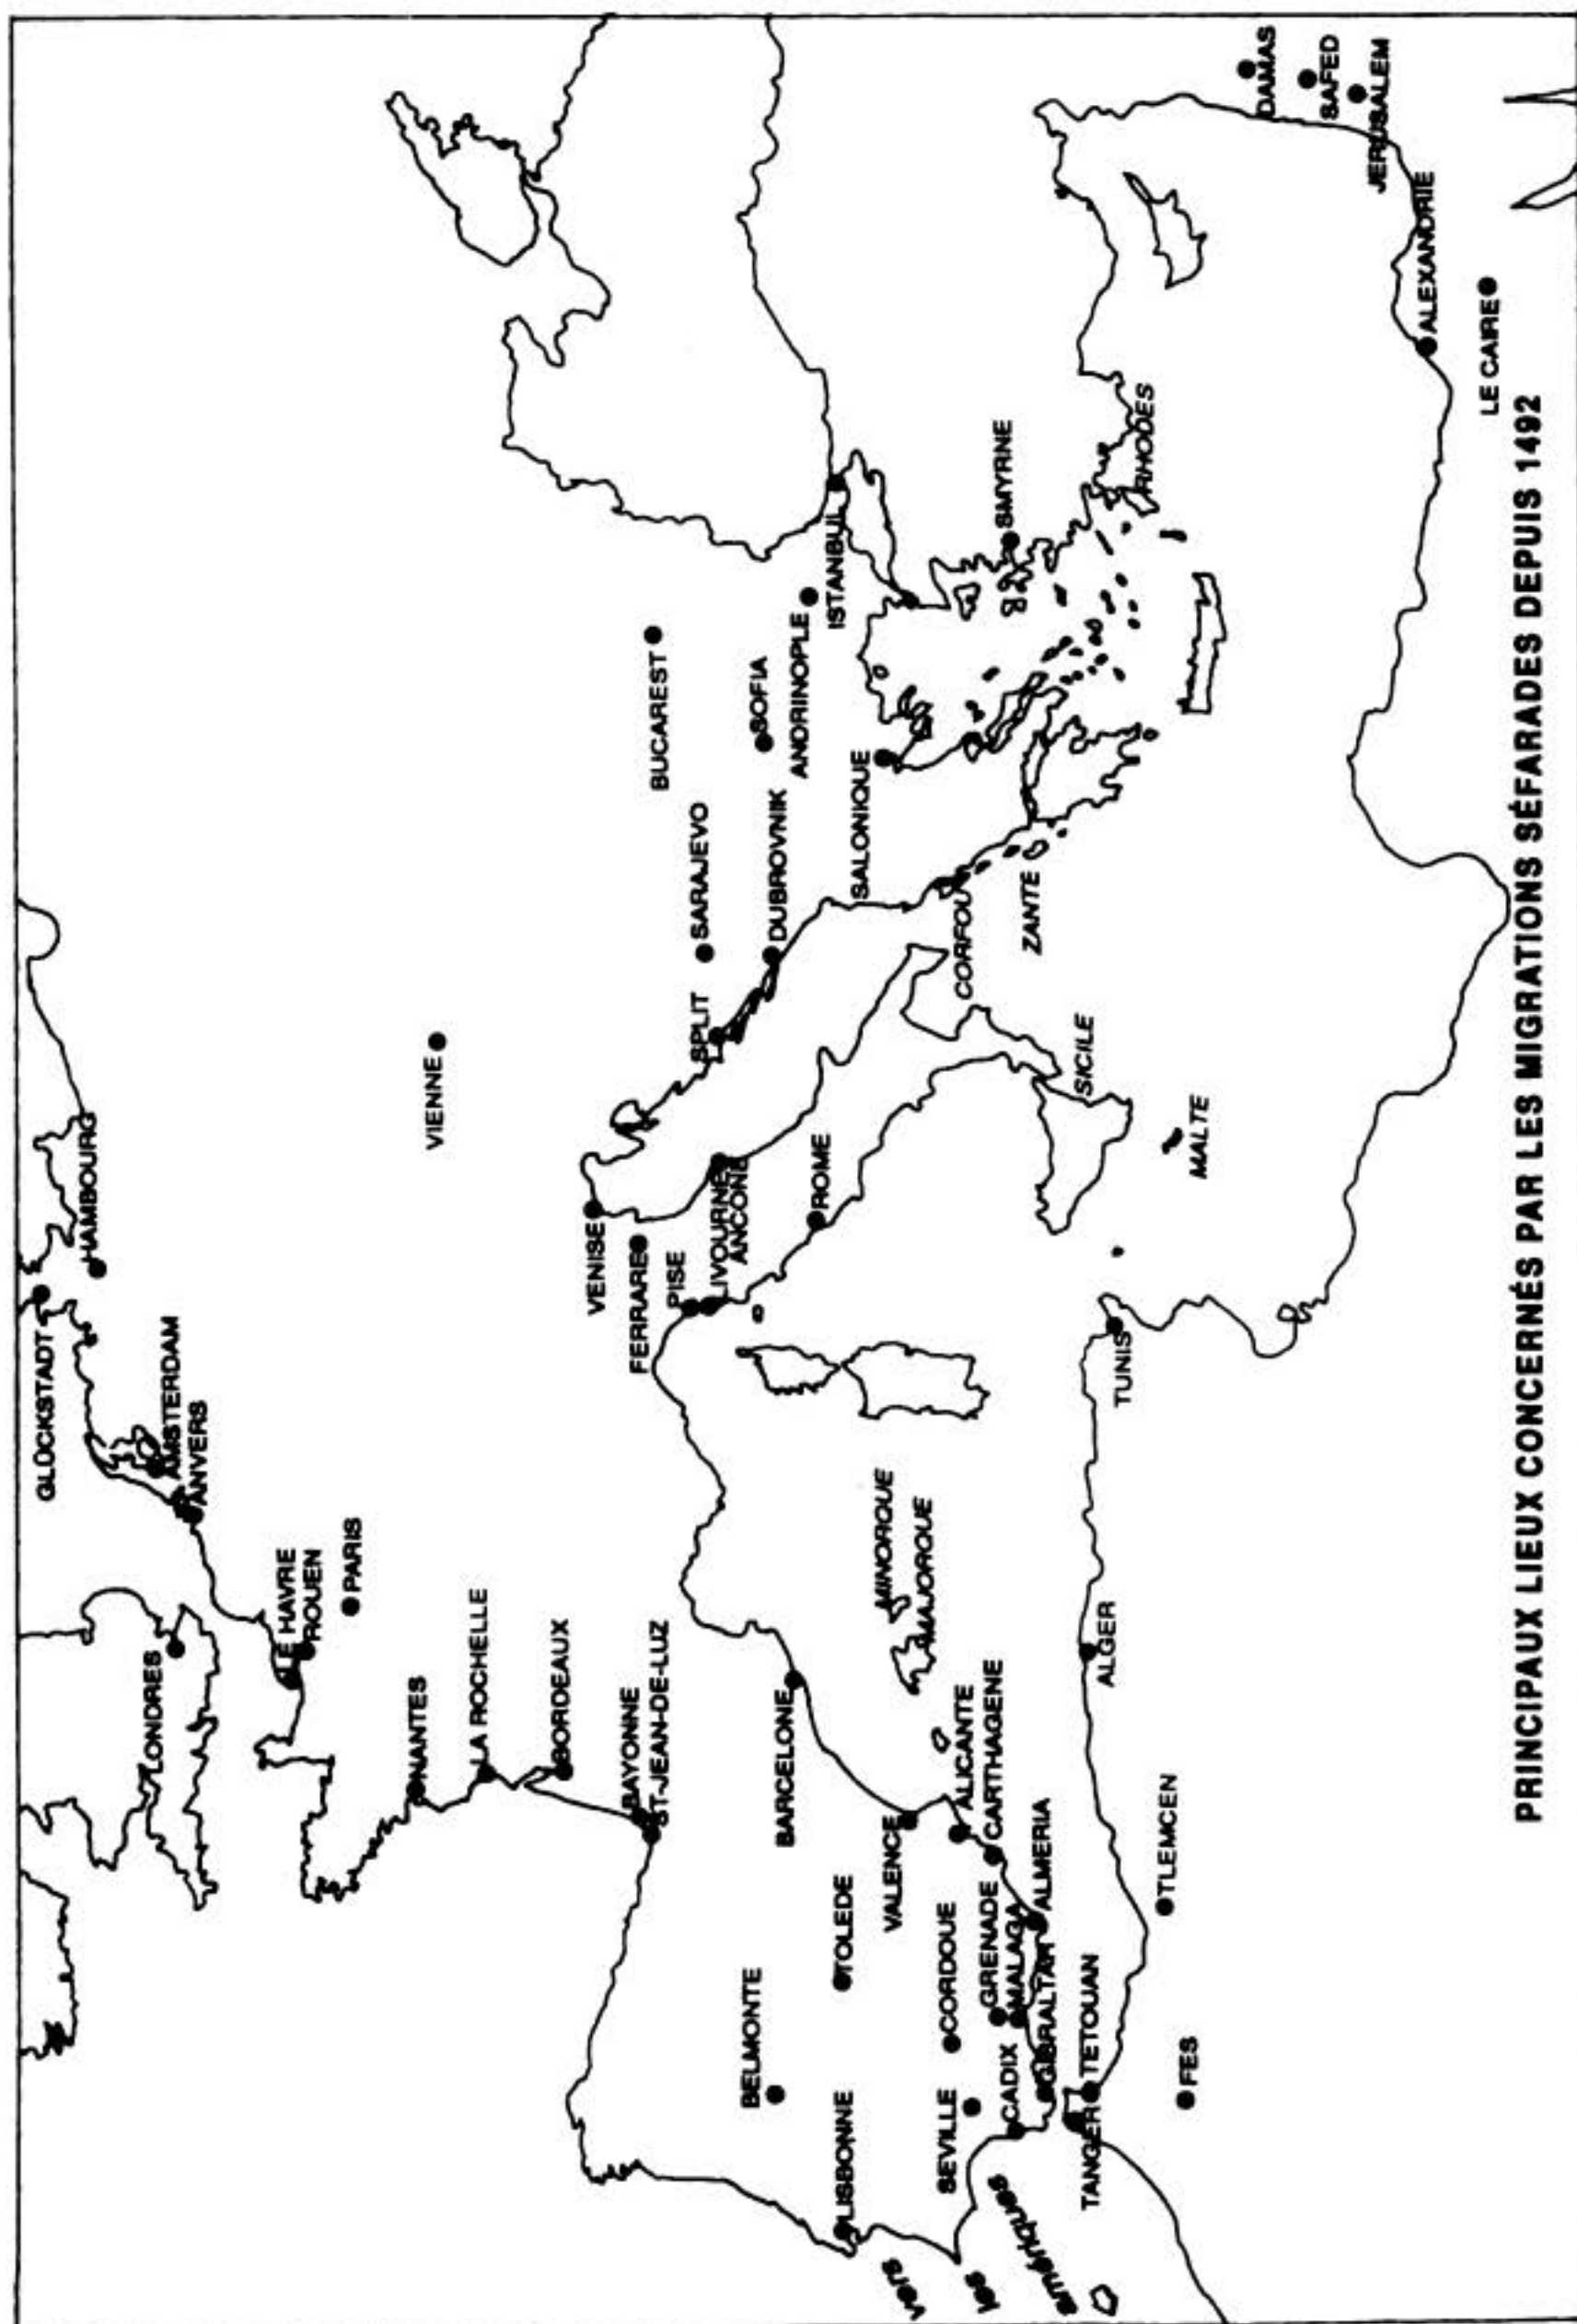 GLÜCKSTADT
HAMBOURG
AMSTERDAM
ANVERS
LONDRES
LE HAVRE
ROUEN
PARIS
NANTES
LA ROCHELLE
BORDEAUX
BAYONNE
ST-JEAN-DE-LUZ
VIENNE
VENISE
FERRARE
PISE
LIVOURNE
ANCONE
ROME
SPLIT
SARAJEVO
DUBROVNIK
BUCAREST
SOFIA
ANDRINOPLE
ISTANBUL
SALONIQUE
SMYRNE
CORFOU
ZANTE
RHODES
SICILE
MALTE
BARCELONE
MINORQUE
MAJORQUE
BELMONTE
TOLEDE
VALENCE
ALICANTE
CARTHAGENE
LISBONNE
CORDOUE
SEVILLE
GRENADE
MALAGA
ALMERIA
CADIX
GIBRALTAR
vers
les
amériques
TANGER
TETOUAN
FES
TLEMCEN
ALGER
TUNIS
DAMAS
SAFED
JERUSALEM
ALEXANDRIE
LE CAIRE
PRINCIPAUX LIEUX CONCERNÉS PAR LES MIGRATIONS SÉFARADES DEPUIS 1492